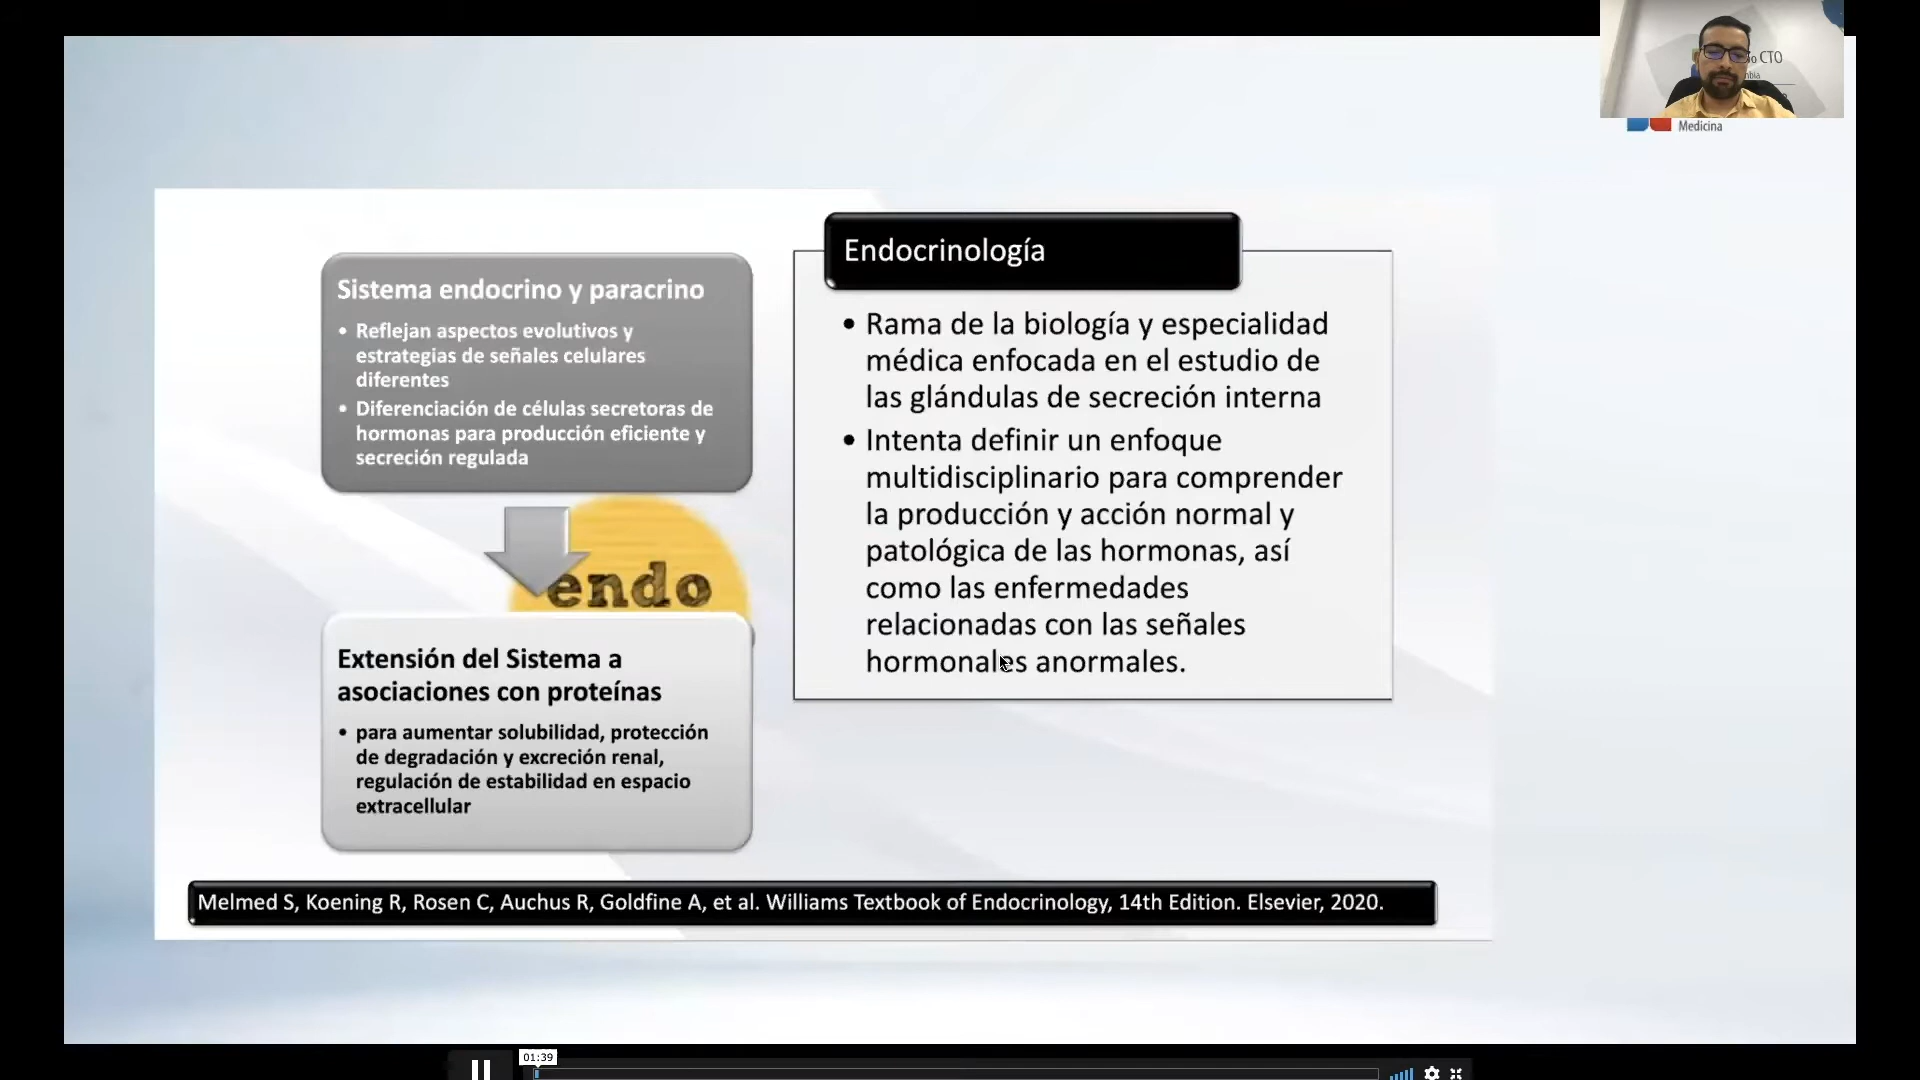 o CTO
nbia
Medicina
Endocrinología
Sistema endocrino y paracrino
• Reflejan aspectos evolutivos y
estrategias de señales celulares
diferentes
• Diferenciación de células secretoras de
hormonas para producción eficiente y
secreción regulada
endo
Extensión del Sistema a
asociaciones con proteínas
• para aumentar solubilidad, protección
de degradación y excreción renal,
regulación de estabilidad en espacio
extracellular
• Rama de la biología y especialidad
médica enfocada en el estudio de
las glándulas de secreción interna
• Intenta definir un enfoque
multidisciplinario para comprender
la producción y acción normal y
patológica de las hormonas, así
como las enfermedades
relacionadas con las señales
hormonales anormales.
Melmed S, Koening R, Rosen C, Auchus R, Goldfine A, et al. Williams Textbook of Endocrinology, 14th Edition. Elsevier, 2020.
01:39